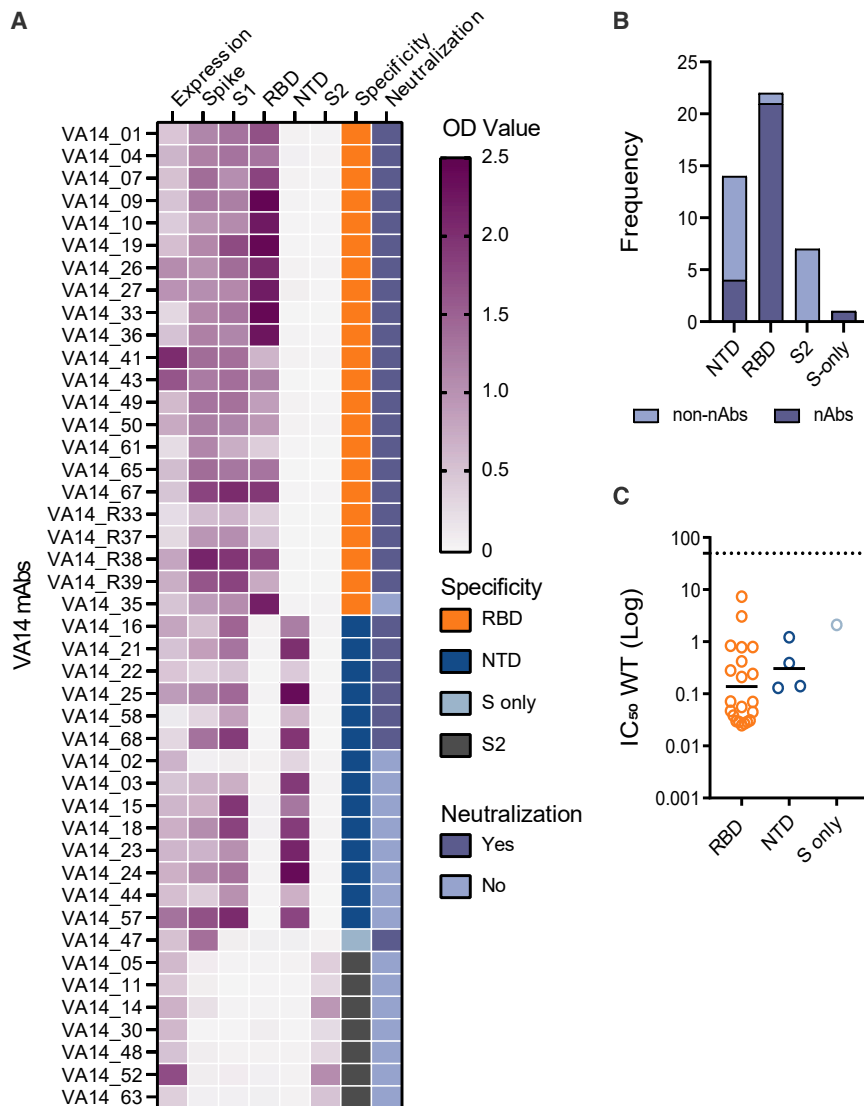 A
Expression
Spike
S1
RBD
NTD
S2
Specificity
Neutralization
VA14 mAbs
VA14_01
VA14_04
VA14_07
VA14_09
VA14_10
VA14_19
VA14_26
VA14_27
VA14_33
VA14_36
VA14_41
VA14_43
VA14_49
VA14_50
VA14_61
VA14_65
VA14_67
VA14_R33
VA14_R37
VA14_R38
VA14_R39
VA14_35
VA14_16
VA14_21
VA14_22
VA14_25
VA14_58
VA14_68
VA14_02
VA14_03
VA14_15
VA14_18
VA14_23
VA14_24
VA14_44
VA14_57
VA14_47
VA14_05
VA14_11
VA14_14
VA14_30
VA14_48
VA14_52
VA14_63
OD Value
2.5
2.0
1.5
1.0
0.5
0
Specificity
RBD
NTD
S only
S2
Neutralization
Yes
No
B
Frequency
25
20
15
10
5
0
NTD
RBD
S2
S-only
non-nAbs
nAbs
C
IC₅₀ WT (Log)
100
10
1
0.1
0.01
0.001
RBD
NTD
S only